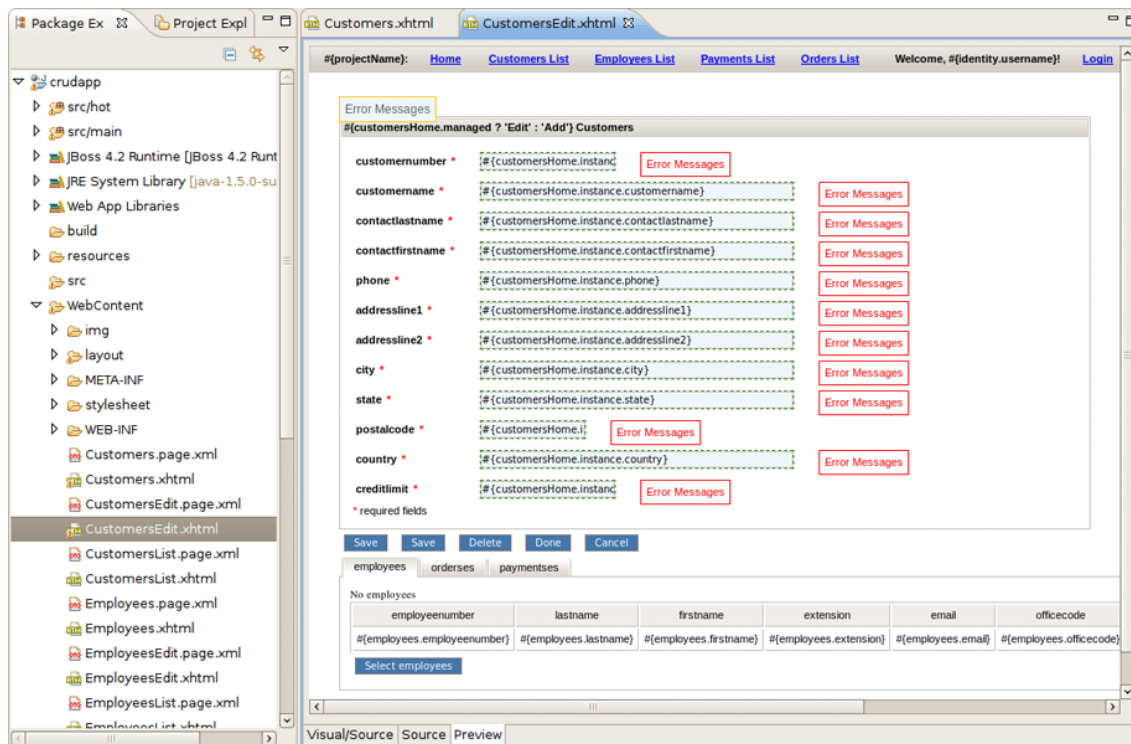 Package Ex
Project Expl
crudapp
src/hot
src/main
JBoss 4.2 Runtime [JBoss 4.2 Runt
JRE System Library [java-1.5.0-su
Web App Libraries
build
resources
src
WebContent
img
layout
META-INF
stylesheet
WEB-INF
Customers.page.xml
Customers.xhtml
CustomersEdit.page.xml
CustomersEdit.xhtml
CustomersList.page.xml
CustomersList.xhtml
Employees.page.xml
Employees.xhtml
EmployeesEdit.page.xml
EmployeesEdit.xhtml
EmployeesList.page.xml
EmployeesList.xhtml
Customers.xhtml CustomersEdit.xhtml
#{projectName}: Home Customers List Employees List Payments List Orders List Welcome, #{identity.username}! Login
Error Messages
#{customersHome.managed ? 'Edit' : 'Add'} Customers
customernumber * #{customersHome.instanc Error Messages
customername * #{customersHome.instance.customername} Error Messages
contactlastname * #{customersHome.instance.contactlastname} Error Messages
contactfirstname * #{customersHome.instance.contactfirstname} Error Messages
phone * #{customersHome.instance.phone} Error Messages
addressline1 * #{customersHome.instance.addressline1} Error Messages
addressline2 * #{customersHome.instance.addressline2} Error Messages
city * #{customersHome.instance.city} Error Messages
state * #{customersHome.instance.state} Error Messages
postalcode * #{customersHome.i Error Messages
country * #{customersHome.instance.country} Error Messages
creditlimit * #{customersHome.instanc Error Messages
* required fields
Save Save Delete Done Cancel
employees orderses paymentses
No employees
employeenumber lastname firstname extension email officecode
#{employees.employeenumber} #{employees.lastname} #{employees.firstname} #{employees.extension} #{employees.email} #{employees.officecode}
Select employees
Visual/Source Source Preview